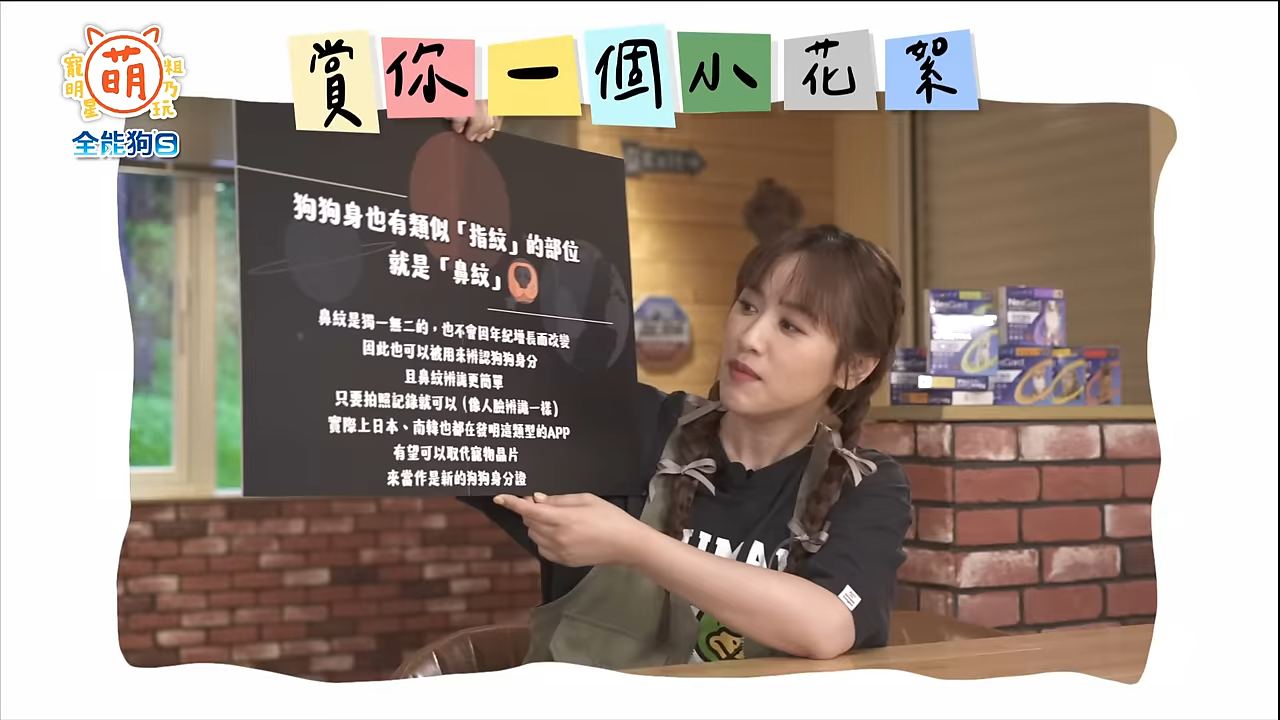 賞你一個小花絮
寵明星
萌
粗乃玩
全能狗S
狗狗身也有類似「指紋」的部位
就是「鼻紋」
鼻紋是獨一無二的，也不會因年紀增長而改變
因此也可以被用來辨認狗狗身分
且鼻紋辨識更簡單
只要拍照記錄就可以（像人臉辨識一樣）
實際上日本、南韓也都在發明這類型的APP
有望可以取代寵物晶片
來當作是新的狗狗身分證
NexGard
NexGard
NexGard